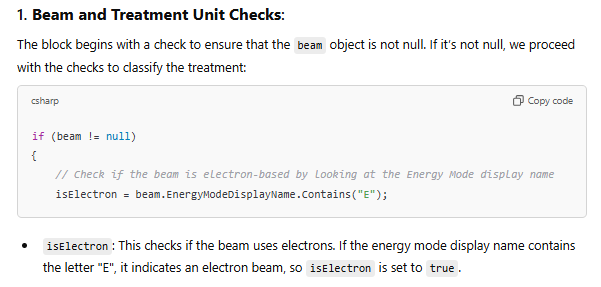 1. Beam and Treatment Unit Checks:
The block begins with a check to ensure that the beam object is not null. If it's not null, we proceed
with the checks to classify the treatment:
csharp
Copy code
if (beam != null)
{
// Check if the beam is electron-based by looking at the Energy Mode display name
isElectron = beam.EnergyModeDisplayName.Contains("E");
• isElectron : This checks if the beam uses electrons. If the energy mode display name contains
the letter "E", it indicates an electron beam, so isElectron is set to true .